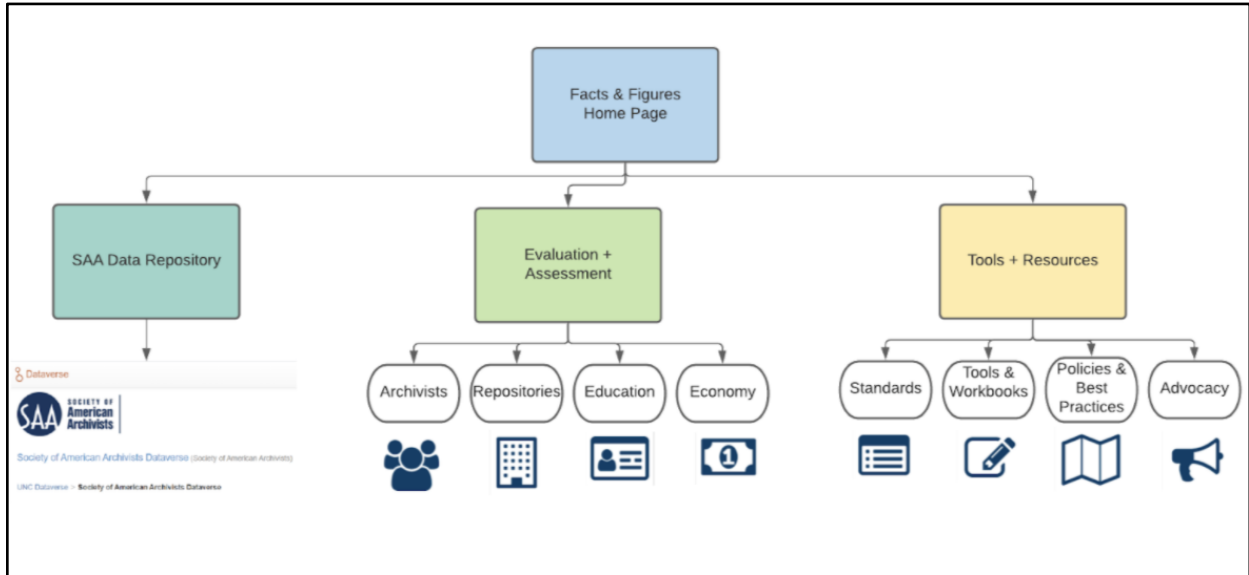 Facts & Figures
Home Page
SAA Data Repository
Evaluation +
Assessment
Tools + Resources
Dataverse
SAA
SOCIETY OF
American
Archivists
Society of American Archivists Dataverse (Society of American Archivists)
UNC Dataverse > Society of American Archivists Dataverse
Archivists
Repositories
Education
Economy
Standards
Tools &
Workbooks
Policies &
Best
Practices
Advocacy
1